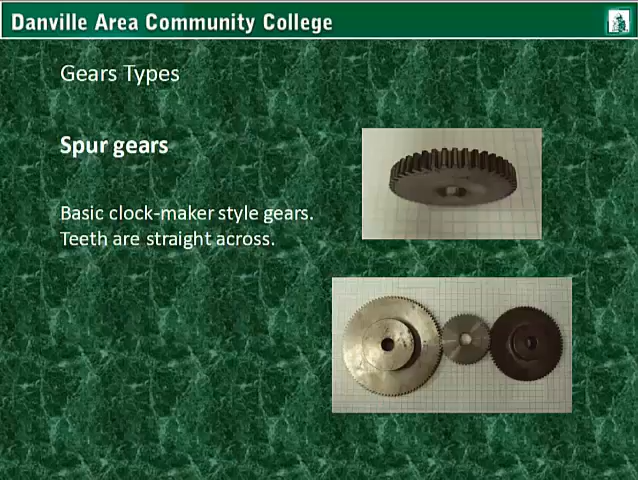 Danville Area Community College
Gears Types
Spur gears
Basic clock-maker style gears.
Teeth are straight across.